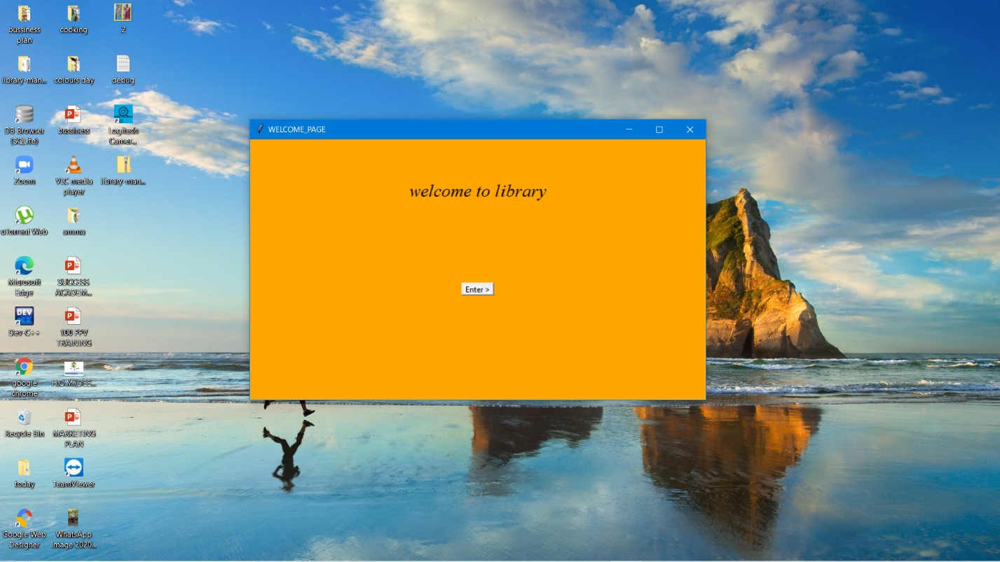 bussiness
plan
cooking
2
library-man...
colours day
debug
DB Browser
(SQLite)
bussiness
Logitech
Camer...
Zoom
VLC media
player
library-man...
uTorrent Web
amma
Microsoft
Edge
SUCCESS
ACADEM...
DEV
Dev-C++
100 PPV
TRAINING
google
chrome
Recycle Bin
MARKETING
PLAN
today
TeamViewer
Google Web
Designer
WhatsApp
Image 2020...
WELCOME_PAGE
welcome to library
Enter >